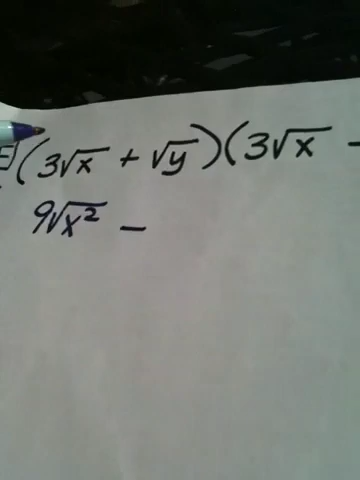 E) (3√x + √y)(3√x -
9√x² -